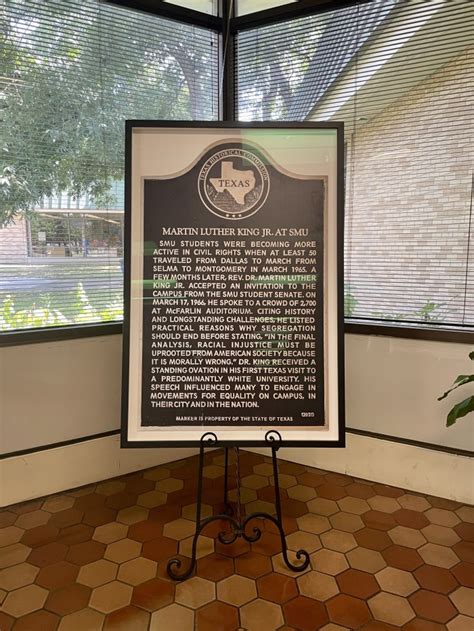 TEXAS HISTORICAL COMMISSION
TEXAS
MARTIN LUTHER KING JR. AT SMU
SMU STUDENTS WERE BECOMING MORE
ACTIVE IN CIVIL RIGHTS WHEN AT LEAST 50
TRAVELED FROM DALLAS TO MARCH FROM
SELMA TO MONTGOMERY IN MARCH 1965. A
FEW MONTHS LATER, REV. DR. MARTIN LUTHER
KING JR. ACCEPTED AN INVITATION TO THE
CAMPUS FROM THE SMU STUDENT SENATE. ON
MARCH 17, 1966, HE SPOKE TO A CROWD OF 2,700
AT McFARLIN AUDITORIUM. CITING HISTORY
AND LONGSTANDING CHALLENGES, HE LISTED
PRACTICAL REASONS WHY SEGREGATION
SHOULD END BEFORE STATING, “IN THE FINAL
ANALYSIS, RACIAL INJUSTICE MUST BE
UPROOTED FROM AMERICAN SOCIETY BECAUSE
IT IS MORALLY WRONG.” DR. KING RECEIVED A
STANDING OVATION IN HIS FIRST TEXAS VISIT TO
A PREDOMINANTLY WHITE UNIVERSITY. HIS
SPEECH INFLUENCED MANY TO ENGAGE IN
MOVEMENTS FOR EQUALITY ON CAMPUS, IN
THEIR CITY AND IN THE NATION.
MARKER IS PROPERTY OF THE STATE OF TEXAS